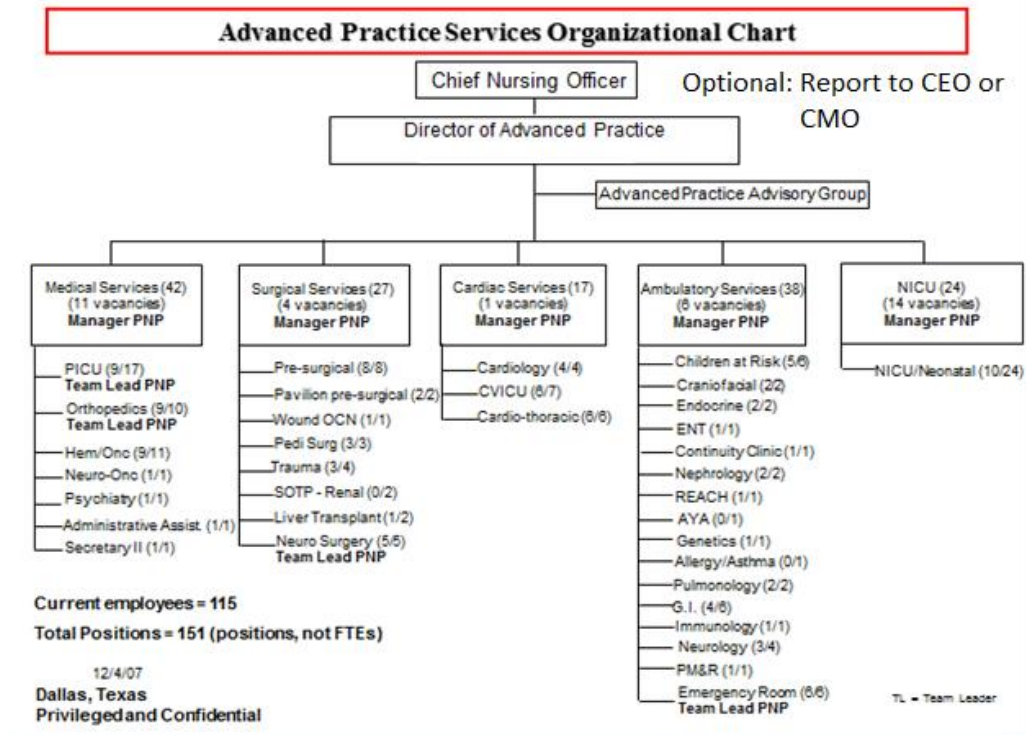 Advanced Practice Services Organizational Chart
Chief Nursing Officer
Optional: Report to CEO or
CMO
Director of Advanced Practice
Advanced Practice Advisory Group
Medical Services (42)
(11 vacancies)
Manager PNP
PICU (9/17)
Team Lead PNP
Orthopedics (9/10)
Team Lead PNP
Hem/Onc (9/11)
Neuro-Onc (1/1)
Psychiaty (1/1)
Administrative Assist. (1/1)
Secretary II (1/1)
Surgical Services (27)
(4 vacancies)
Manager PNP
Pre-surgical (8/8)
Pavilion pre-surgical (2/2)
Wound OCN (1/1)
Pedi Surg (3/3)
Trauma (3/4)
SOTP - Renal (0/2)
Liver Transplant (1/2)
Neuro Surgery (5/5)
Team Lead PNP
Cardiac Services (17)
(1 vacancy)
Manager PNP
Cardiology (4/4)
CVICU (6/7)
Cardio-thoracic (6/6)
Ambulatory Services (38)
(6 vacancies)
Manager PNP
Children at Risk (5/6)
Craniofacial (2/2)
Endocrine (2/2)
ENT (1/1)
Continuity Clinic (1/1)
Nephrology (2/2)
REACH (1/1)
AYA (0/1)
Genetics (1/1)
Allergy/Asthma (0/1)
Pulmonology (2/2)
G.I. (4/6)
Immunology (1/1)
Neurology (3/4)
PM&R (1/1)
Emergency Room (6/6)
Team Lead PNP
NICU (24)
(14 vacancies)
Manager PNP
NICU/Neonatal (10/24)
Current employees = 115
Total Positions = 151 (positions, not FTEs)
12/4/07
Dallas, Texas
Privileged and Confidential
TL = Team Leader